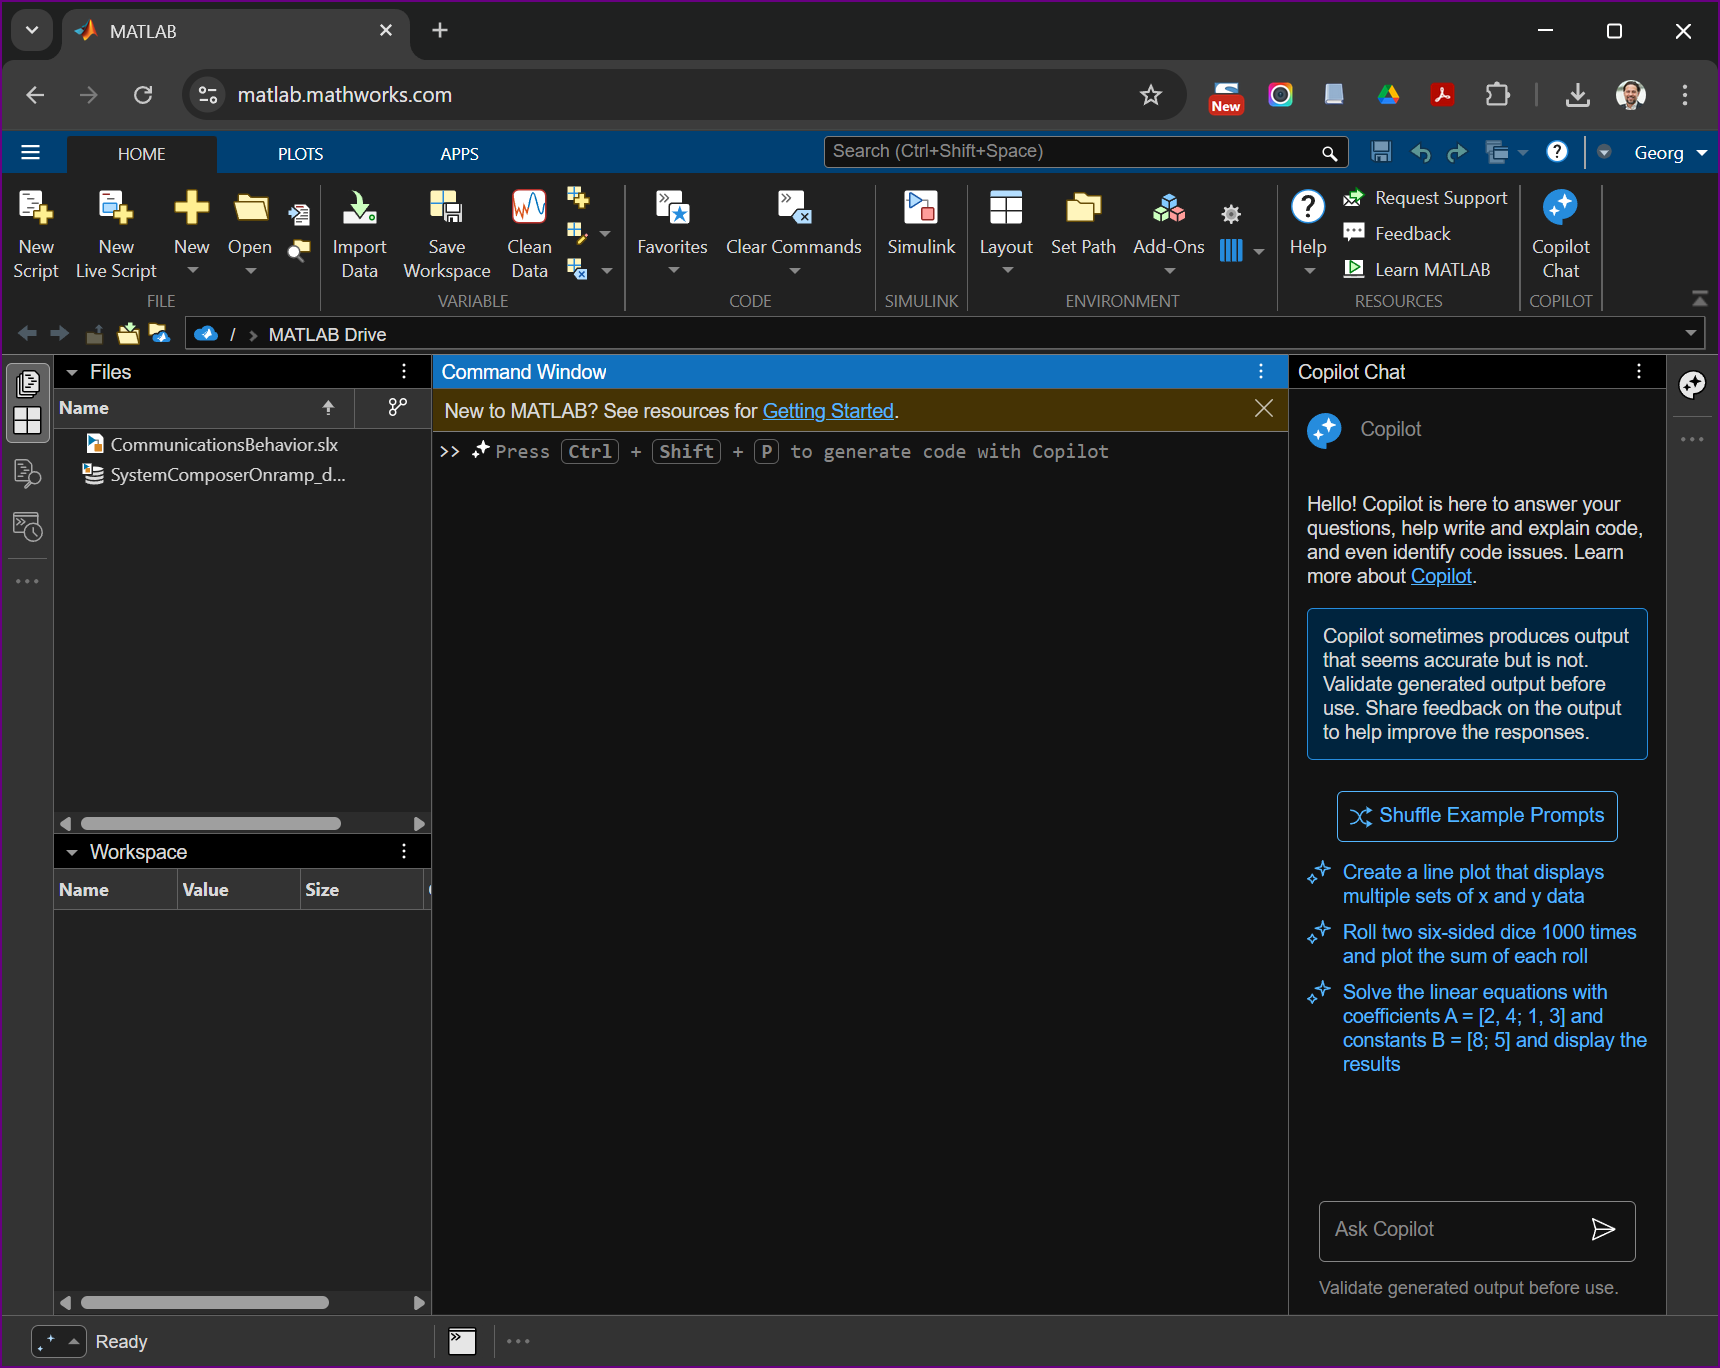 MATLAB
matlab.mathworks.com
New
HOME
PLOTS
APPS
Search (Ctrl+Shift+Space)
Georg
New Script
New Live Script
New
Open
FILE
Import Data
Save Workspace
Clean Data
VARIABLE
Favorites
Clear Commands
CODE
Simulink
SIMULINK
Layout
Set Path
Add-Ons
ENVIRONMENT
Help
Request Support
Feedback
Learn MATLAB
RESOURCES
Copilot Chat
COPILOT
/ > MATLAB Drive
Files
Name
CommunicationsBehavior.slx
SystemComposerOnramp_d...
Workspace
Name Value Size
Command Window
New to MATLAB? See resources for Getting Started.
>> Press Ctrl + Shift + P to generate code with Copilot
Copilot Chat
Copilot
Hello! Copilot is here to answer your
questions, help write and explain code,
and even identify code issues. Learn
more about Copilot.
Copilot sometimes produces output
that seems accurate but is not.
Validate generated output before
use. Share feedback on the output
to help improve the responses.
Shuffle Example Prompts
Create a line plot that displays
multiple sets of x and y data
Roll two six-sided dice 1000 times
and plot the sum of each roll
Solve the linear equations with
coefficients A = [2, 4; 1, 3] and
constants B = [8; 5] and display the
results
Ask Copilot
Validate generated output before use.
Ready